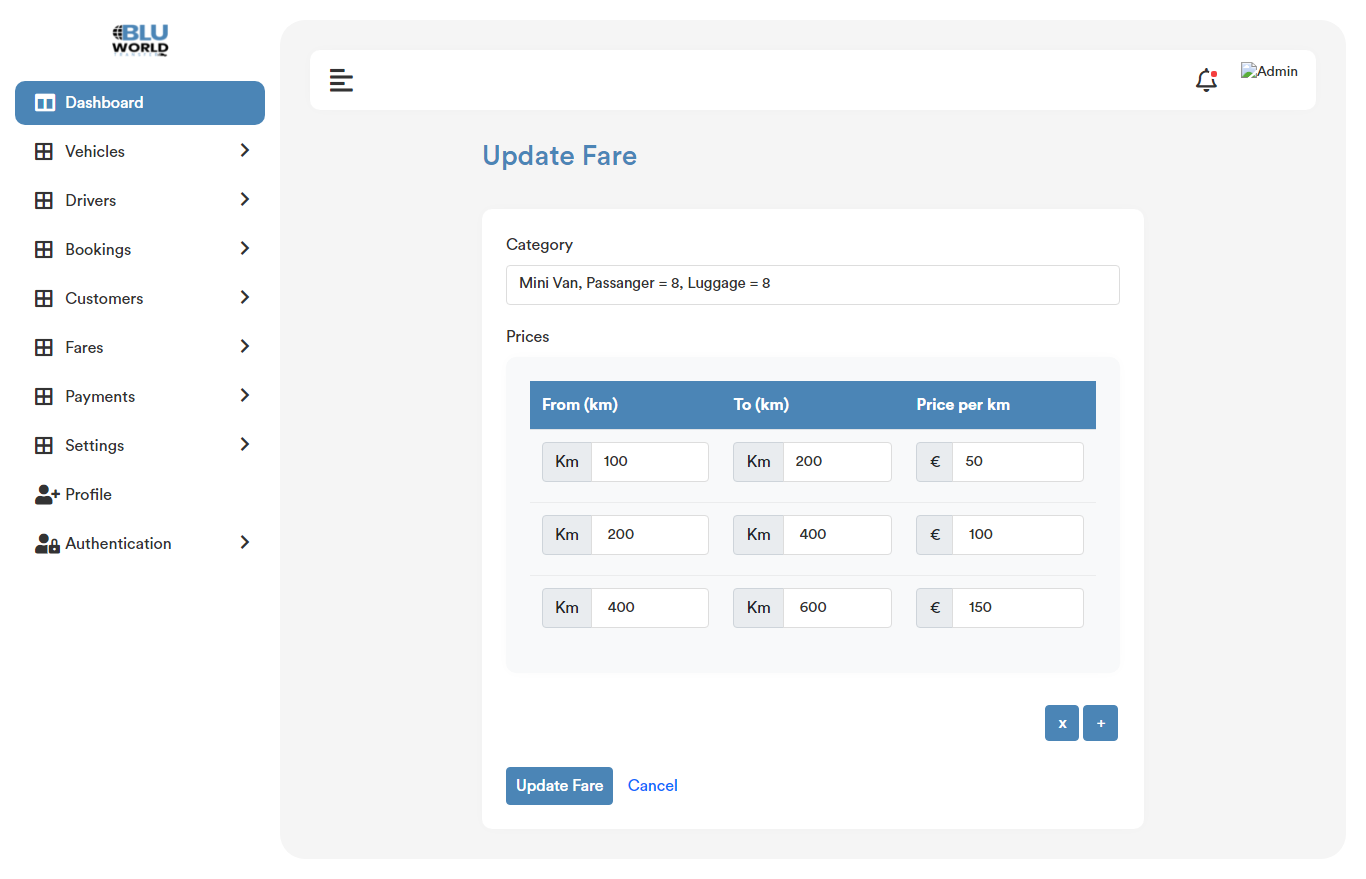 BLU
WORLD
Admin
Dashboard
Vehicles
Drivers
Bookings
Customers
Fares
Payments
Settings
Profile
Authentication
Update Fare
Category
Mini Van, Passanger = 8, Luggage = 8
Prices
From (km) To (km) Price per km
Km 100 Km 200 € 50
Km 200 Km 400 € 100
Km 400 Km 600 € 150
x +
Update Fare Cancel